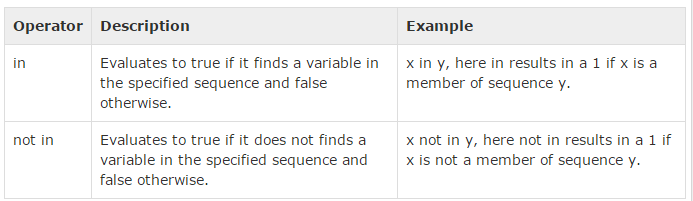 Operator Description Example
in Evaluates to true if it finds a variable in x in y, here in results in a 1 if x is a
the specified sequence and false member of sequence y.
otherwise.
not in Evaluates to true if it does not finds a x not in y, here not in results in a 1 if
variable in the specified sequence and x is not a member of sequence y.
false otherwise.